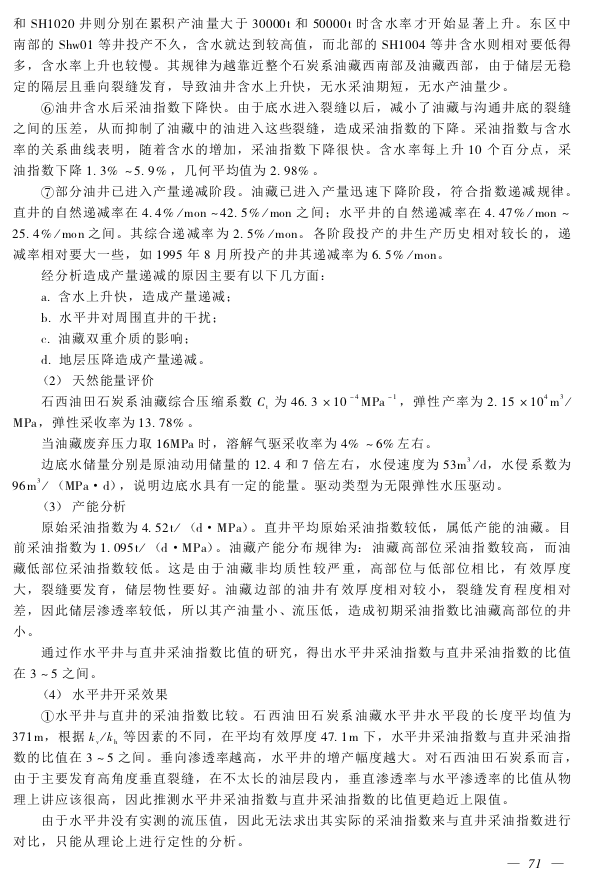 和 SH1020 井则分别在累积产油量大于 30000t 和 50000t 时含水率才开始显著上升。东区中
南部的 Shw01 等井投产不久，含水就达到较高值，而北部的 SH1004 等井含水则相对要低得
多，含水率上升也较慢。其规律为越靠近整个石炭系油藏西南部及油藏西部，由于储层无稳
定的隔层且垂向裂缝发育，导致油井含水上升快，无水采油期短，无水产油量少。
⑥油井含水后采油指数下降快。由于底水进入裂缝以后，减小了油藏与沟通井底的裂缝
之间的压差，从而抑制了油藏中的油进入这些裂缝，造成采油指数的下降。采油指数与含水
率的关系曲线表明，随着含水的增加，采油指数下降很快。含水率每上升 10 个百分点，采
油指数下降 1.3% ~5.9%，几何平均值为 2.98%。
⑦部分油井已进入产量递减阶段。油藏已进入产量迅速下降阶段，符合指数递减规律。
直井的自然递减率在 4.4%/mon ~42.5%/mon 之间；水平井的自然递减率在 4.47%/mon ~
25.4%/mon 之间。其综合递减率为 2.5%/mon。各阶段投产的井生产历史相对较长的，递
减率相对要大一些，如 1995 年 8 月所投产的井其递减率为 6.5%/mon。
经分析造成产量递减的原因主要有以下几方面：
a. 含水上升快，造成产量递减；
b. 水平井对周围直井的干扰；
c. 油藏双重介质的影响；
d. 地层压降造成产量递减。
（2） 天然能量评价
石西油田石炭系油藏综合压缩系数 Cₜ 为 46.3 ×10⁻⁴MPa⁻¹，弹性产率为 2.15 ×10⁴m³/
MPa，弹性采收率为 13.78%。
当油藏废弃压力取 16MPa 时，溶解气驱采收率为 4% ~6% 左右。
边底水储量分别是原油动用储量的 12.4 和 7 倍左右，水侵速度为 53m³/d，水侵系数为
96m³/（MPa·d），说明边底水具有一定的能量。驱动类型为无限弹性水压驱动。
（3） 产能分析
原始采油指数为 4.52t/（d·MPa）。直井平均原始采油指数较低，属低产能的油藏。目
前采油指数为 1.095t/（d·MPa）。油藏产能分布规律为：油藏高部位采油指数较高，而油
藏低部位采油指数较低。这是由于油藏非均质性较严重，高部位与低部位相比，有效厚度
大，裂缝要发育，储层物性要好。油藏边部的油井有效厚度相对较小，裂缝发育程度相对
差，因此储层渗透率较低，所以其产油量小、流压低，造成初期采油指数比油藏高部位的井
小。
通过作水平井与直井采油指数比值的研究，得出水平井采油指数与直井采油指数的比值
在 3 ~5 之间。
（4） 水平井开采效果
①水平井与直井的采油指数比较。石西油田石炭系油藏水平井水平段的长度平均值为
371m，根据 kᵥ/kₕ 等因素的不同，在平均有效厚度 47.1m 下，水平井采油指数与直井采油指
数的比值在 3 ~5 之间。垂向渗透率越高，水平井的增产幅度越大。对石西油田石炭系而言，
由于主要发育高角度垂直裂缝，在不太长的油层段内，垂直渗透率与水平渗透率的比值从物
理上讲应该很高，因此推测水平井采油指数与直井采油指数的比值更趋近上限值。
由于水平井没有实测的流压值，因此无法求出其实际的采油指数来与直井采油指数进行
对比，只能从理论上进行定性的分析。
— 71 —